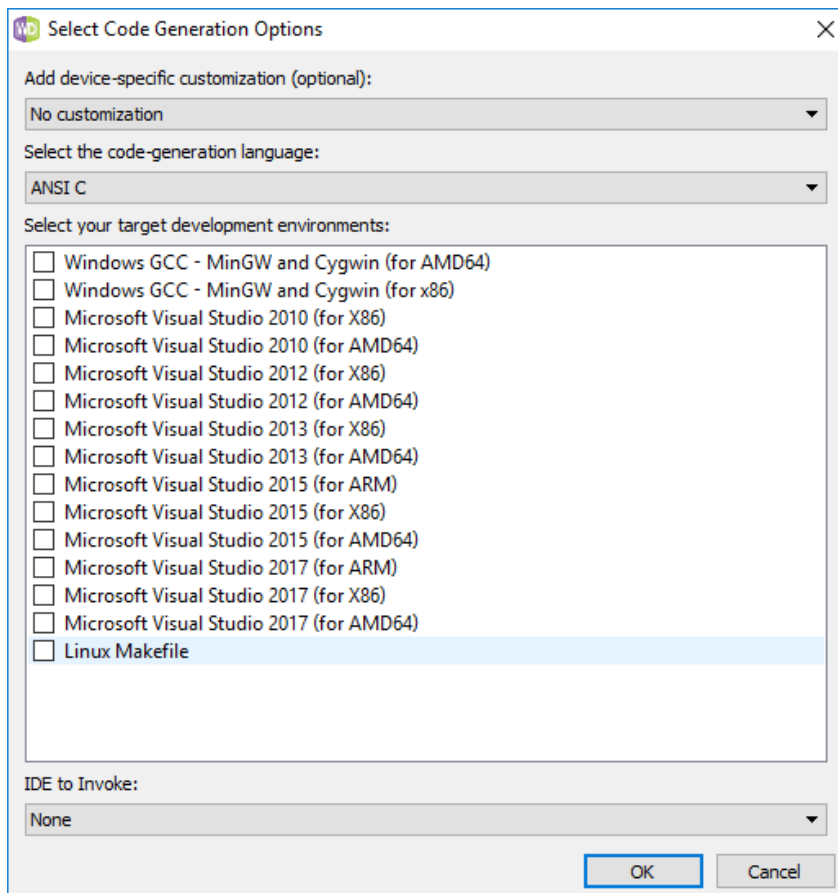 WD Select Code Generation Options
Add device-specific customization (optional):
No customization
Select the code-generation language:
ANSI C
Select your target development environments:
Windows GCC - MinGW and Cygwin (for AMD64)
Windows GCC - MinGW and Cygwin (for x86)
Microsoft Visual Studio 2010 (for X86)
Microsoft Visual Studio 2010 (for AMD64)
Microsoft Visual Studio 2012 (for X86)
Microsoft Visual Studio 2012 (for AMD64)
Microsoft Visual Studio 2013 (for X86)
Microsoft Visual Studio 2013 (for AMD64)
Microsoft Visual Studio 2015 (for ARM)
Microsoft Visual Studio 2015 (for X86)
Microsoft Visual Studio 2015 (for AMD64)
Microsoft Visual Studio 2017 (for ARM)
Microsoft Visual Studio 2017 (for X86)
Microsoft Visual Studio 2017 (for AMD64)
Linux Makefile
IDE to Invoke:
None
OK Cancel